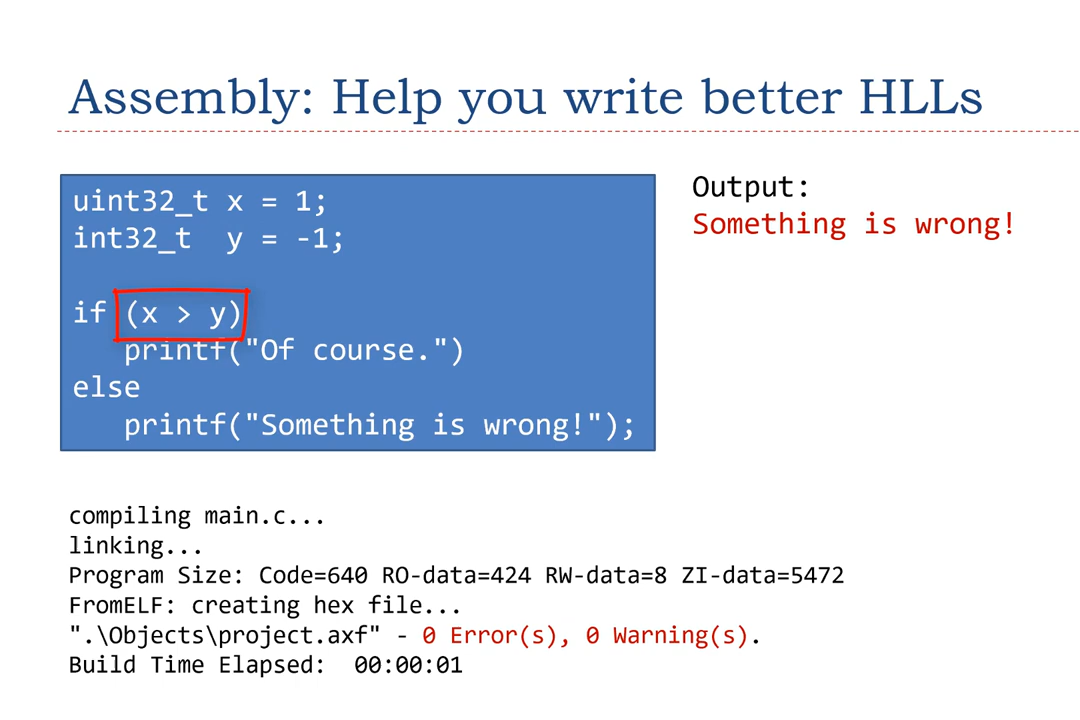 Assembly: Help you write better HLLs
uint32_t x = 1;
int32_t  y = -1;
if (x > y)
   printf("Of course.")
else
   printf("Something is wrong!");
Output:
Something is wrong!
compiling main.c...
linking...
Program Size: Code=640 RO-data=424 RW-data=8 ZI-data=5472
FromELF: creating hex file...
".\Objects\project.axf" - 0 Error(s), 0 Warning(s).
Build Time Elapsed:  00:00:01